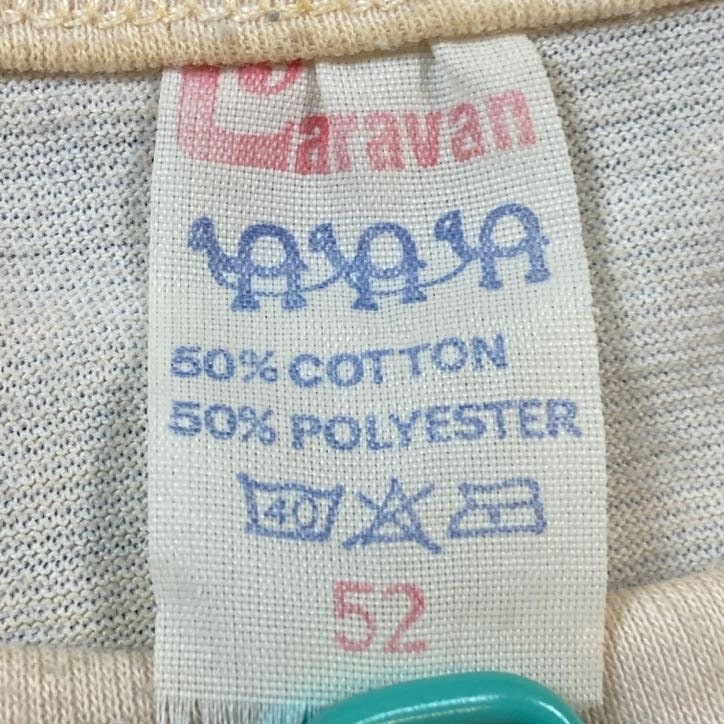 Caravan
50% COTTON
50% POLYESTER
40
52